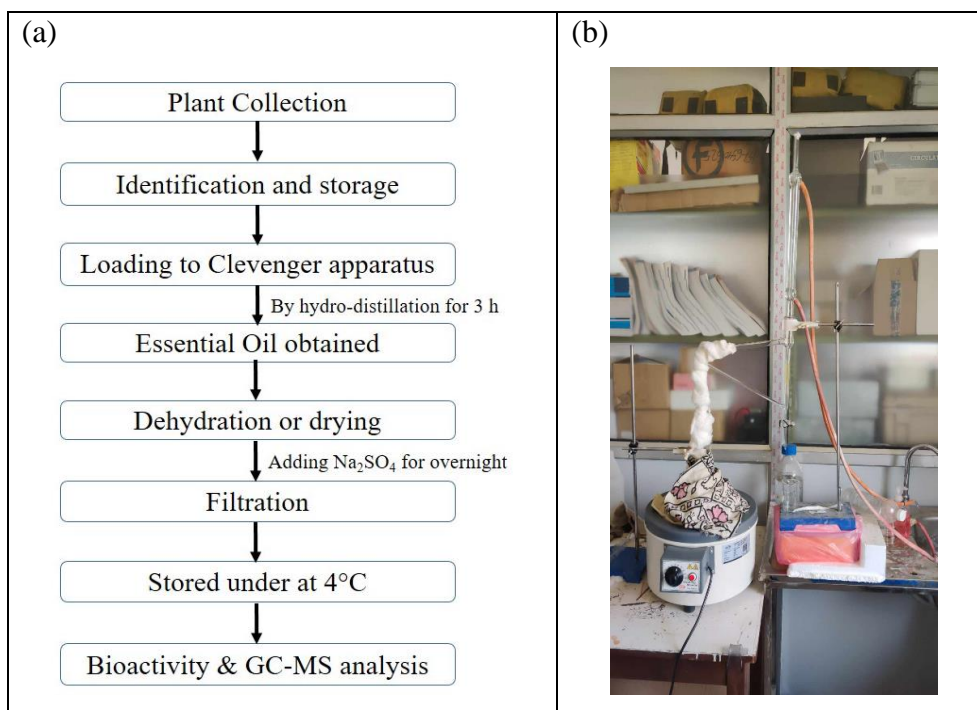 (a)
Plant Collection
Identification and storage
Loading to Clevenger apparatus
By hydro-distillation for 3 h
Essential Oil obtained
Dehydration or drying
Adding Na₂SO₄ for overnight
Filtration
Stored under at 4°C
Bioactivity & GC-MS analysis
(b)